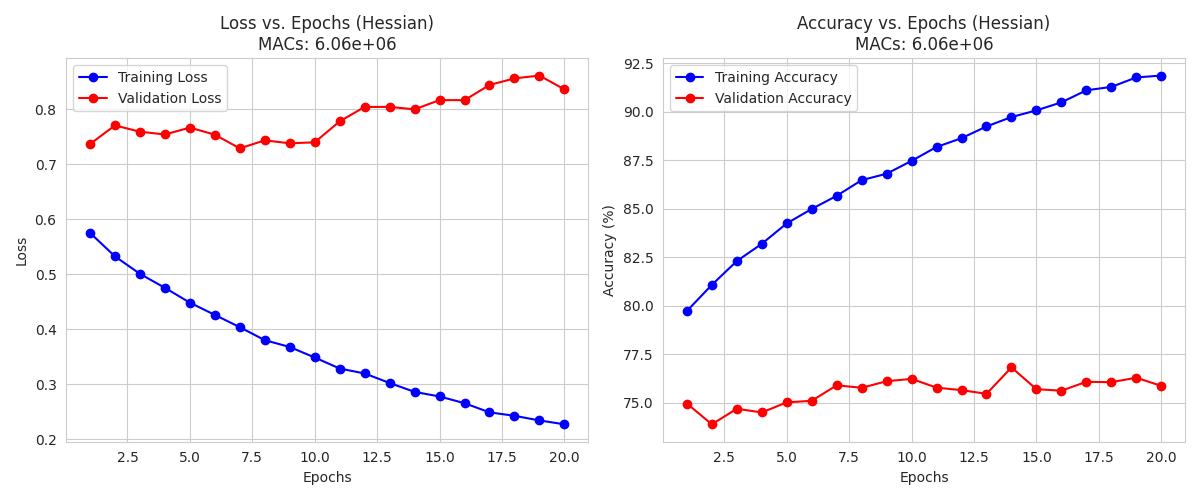 Loss vs. Epochs (Hessian)
MACs: 6.06e+06
Training Loss
Validation Loss
0.8
0.7
0.6
0.5
0.4
0.3
0.2
Loss
2.5 5.0 7.5 10.0 12.5 15.0 17.5 20.0
Epochs
Accuracy vs. Epochs (Hessian)
MACs: 6.06e+06
Training Accuracy
Validation Accuracy
92.5
90.0
87.5
85.0
82.5
80.0
77.5
75.0
Accuracy (%)
2.5 5.0 7.5 10.0 12.5 15.0 17.5 20.0
Epochs